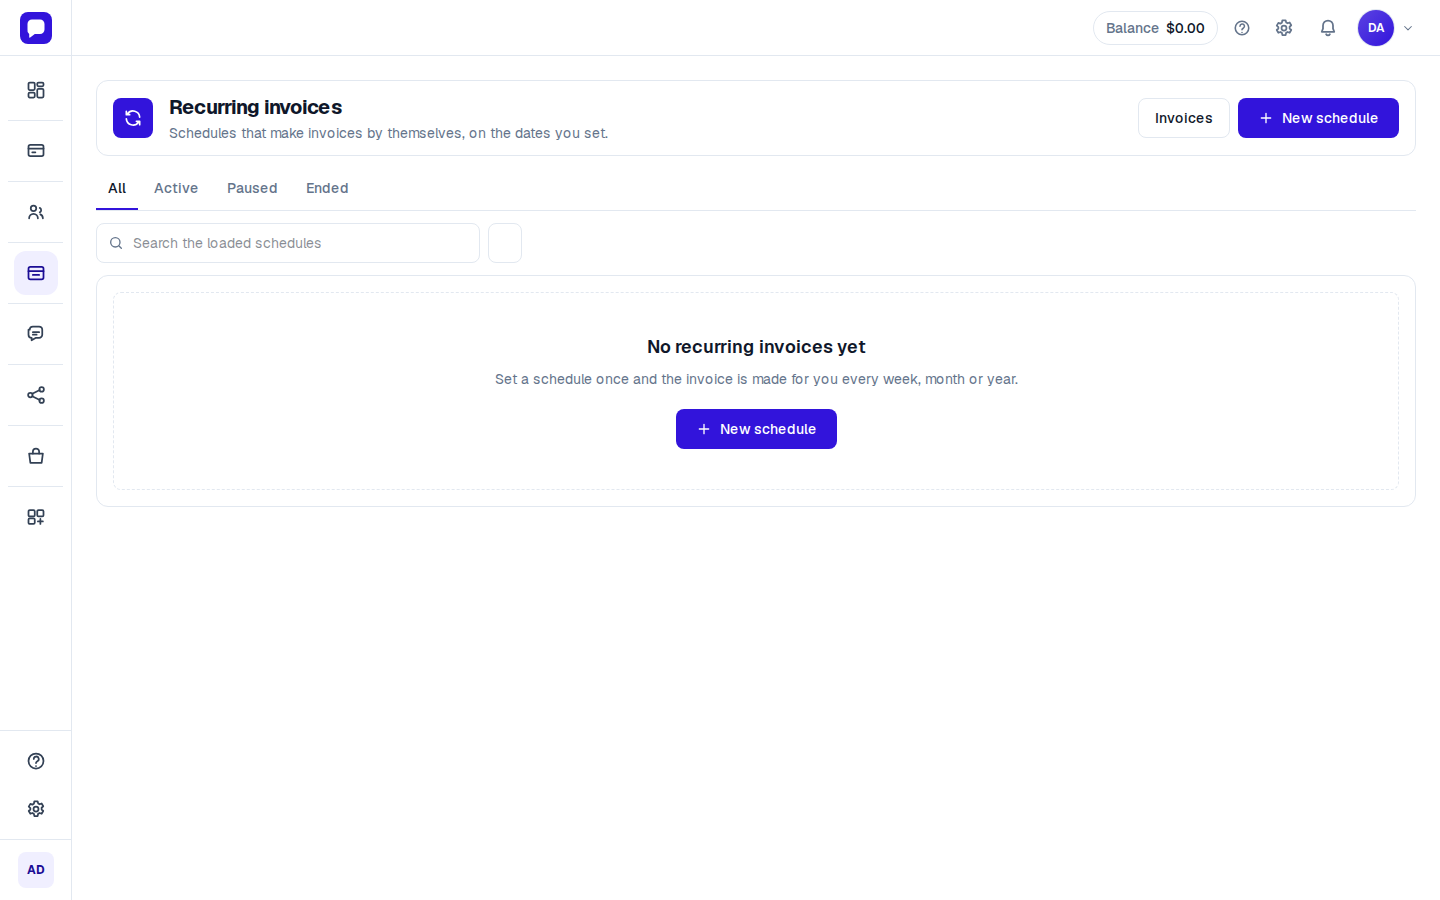 Balance $0.00
DA
Recurring invoices
Schedules that make invoices by themselves, on the dates you set.
Invoices
New schedule
All
Active
Paused
Ended
Search the loaded schedules
No recurring invoices yet
Set a schedule once and the invoice is made for you every week, month or year.
New schedule
AD